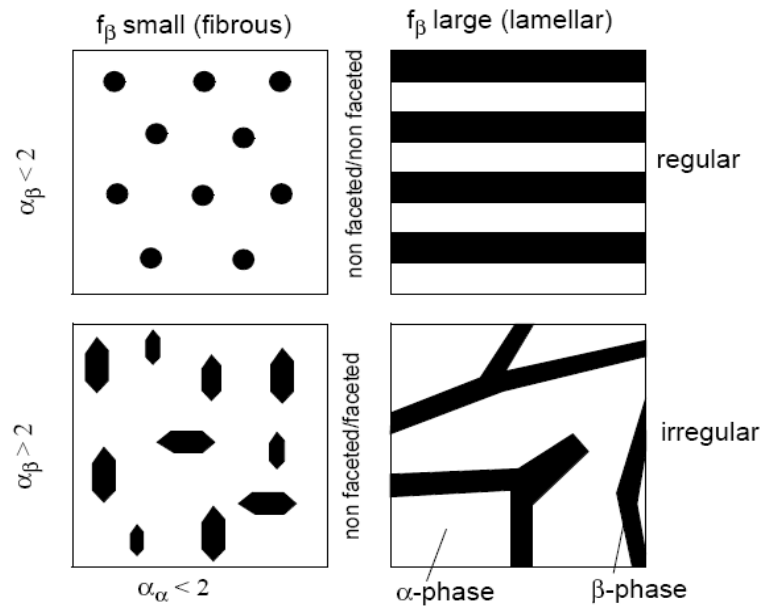 f_β small (fibrous)
f_β large (lamellar)
α_β < 2
non faceted/non faceted
regular
α_β > 2
non faceted/faceted
irregular
α_α < 2
α-phase
β-phase